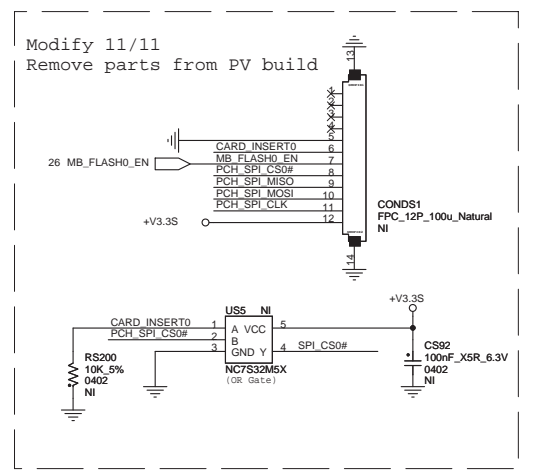 Modify 11/11
Remove parts from PV build
13
1
2
3
4
5
CARD_INSERT0 6
26 MB_FLASH0_EN MB_FLASH0_EN 7
PCH_SPI_CS0# 8
PCH_SPI_MISO 9
PCH_SPI_MOSI 10
PCH_SPI_CLK 11
+V3.3S 12
CONDS1
FPC_12P_100u_Natural
NI
14
+V3.3S
US5 NI
CARD_INSERT0 1 A VCC 5
PCH_SPI_CS0# 2 B
3 GND Y 4 SPI_CS0#
NC7S32M5X
(OR Gate)
RS200
10K_5%
0402
NI
CS92
100nF_X5R_6.3V
0402
NI